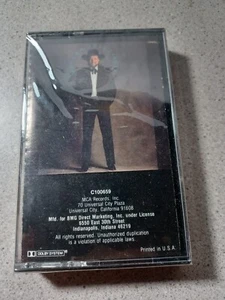 C100659
MCA Records, Inc.
70 Universal City Plaza
Universal City, California 91608
Mfd. for BMG Direct Marketing, Inc. under License
6550 East 30th Street
Indianapolis, Indiana 46219
All rights reserved. Unauthorized duplication
is a violation of applicable laws.
DOLBY SYSTEM
Printed in U.S.A.